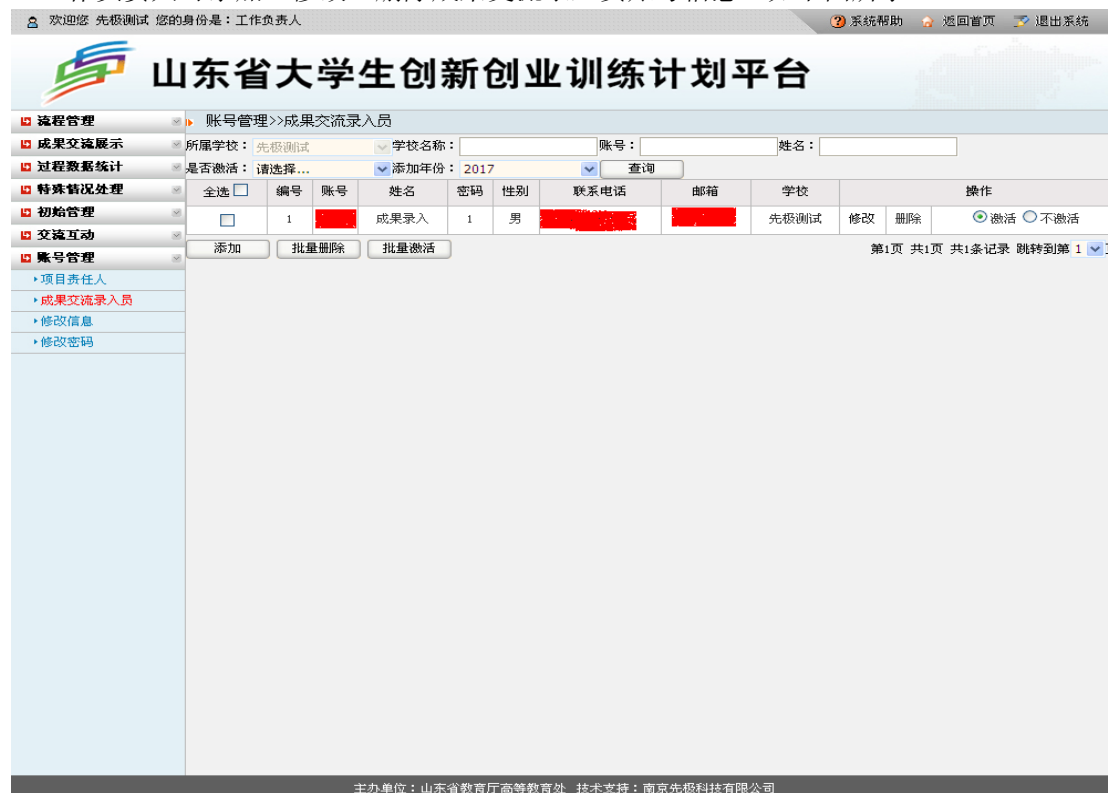 欢迎您 先极测试 您的身份是：工作负责人 系统帮助 返回首页 退出系统
山东省大学生创新创业训练计划平台
流程管理
成果交流展示
过程数据统计
特殊情况处理
初始管理
交流互动
账号管理
项目责任人
成果交流录入员
修改信息
修改密码
账号管理>>成果交流录入员
所属学校： 先极测试 学校名称： 账号： 姓名：
是否激活： 请选择... 添加年份： 2017 查询
全选 编号 账号 姓名 密码 性别 联系电话 邮箱 学校 操作
1 成果录入 1 男 先极测试 修改 删除 激活 不激活
添加 批量删除 批量激活 第1页 共1页 共1条记录 跳转到第 1
主办单位：山东省教育厅高等教育处 技术支持：南京先极科技有限公司